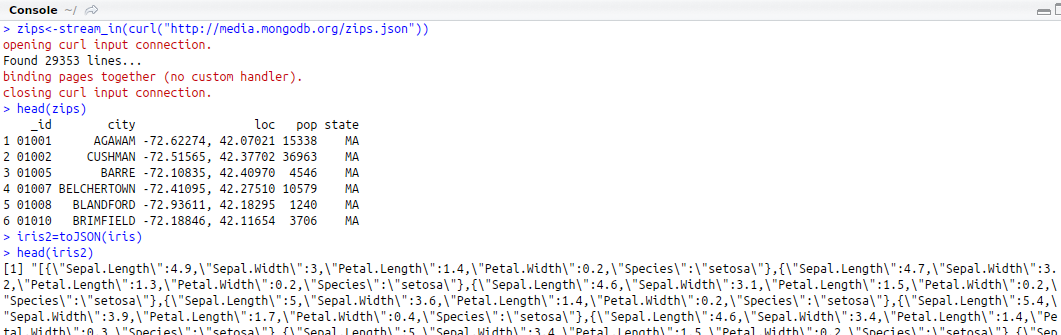 Console ~/
> zips<-stream_in(curl("http://media.mongodb.org/zips.json"))
opening curl input connection.
Found 29353 lines...
binding pages together (no custom handler).
closing curl input connection.
> head(zips)
_id city loc pop state
1 01001 AGAWAM -72.62274, 42.07021 15338 MA
2 01002 CUSHMAN -72.51565, 42.37702 36963 MA
3 01005 BARRE -72.10835, 42.40970 4546 MA
4 01007 BELCHERTOWN -72.41095, 42.27510 10579 MA
5 01008 BLANDFORD -72.93611, 42.18295 1240 MA
6 01010 BRIMFIELD -72.18846, 42.11654 3706 MA
> iris2=toJSON(iris)
> head(iris2)
[1] "[{\"Sepal.Length\":4.9,\"Sepal.Width\":3,\"Petal.Length\":1.4,\"Petal.Width\":0.2,\"Species\":\"setosa\"},{\"Sepal.Length\":4.7,\"Sepal.Width\":3.
2,\"Petal.Length\":1.3,\"Petal.Width\":0.2,\"Species\":\"setosa\"},{\"Sepal.Length\":4.6,\"Sepal.Width\":3.1,\"Petal.Length\":1.5,\"Petal.Width\":0.2,\
"Species\":\"setosa\"},{\"Sepal.Length\":5,\"Sepal.Width\":3.6,\"Petal.Length\":1.4,\"Petal.Width\":0.2,\"Species\":\"setosa\"},{\"Sepal.Length\":5.4,\
"Sepal.Width\":3.9,\"Petal.Length\":1.7,\"Petal.Width\":0.4,\"Species\":\"setosa\"},{\"Sepal.Length\":4.6,\"Sepal.Width\":3.4,\"Petal.Length\":1.4,\"Pe
tal.Width\":0.3,\"Species\":\"setosa\"},{\"Sepal.Length\":5,\"Sepal.Width\":3.4,\"Petal.Length\":1.5,\"Petal.Width\":0.2,\"Species\":\"setosa\"},{\"Sep